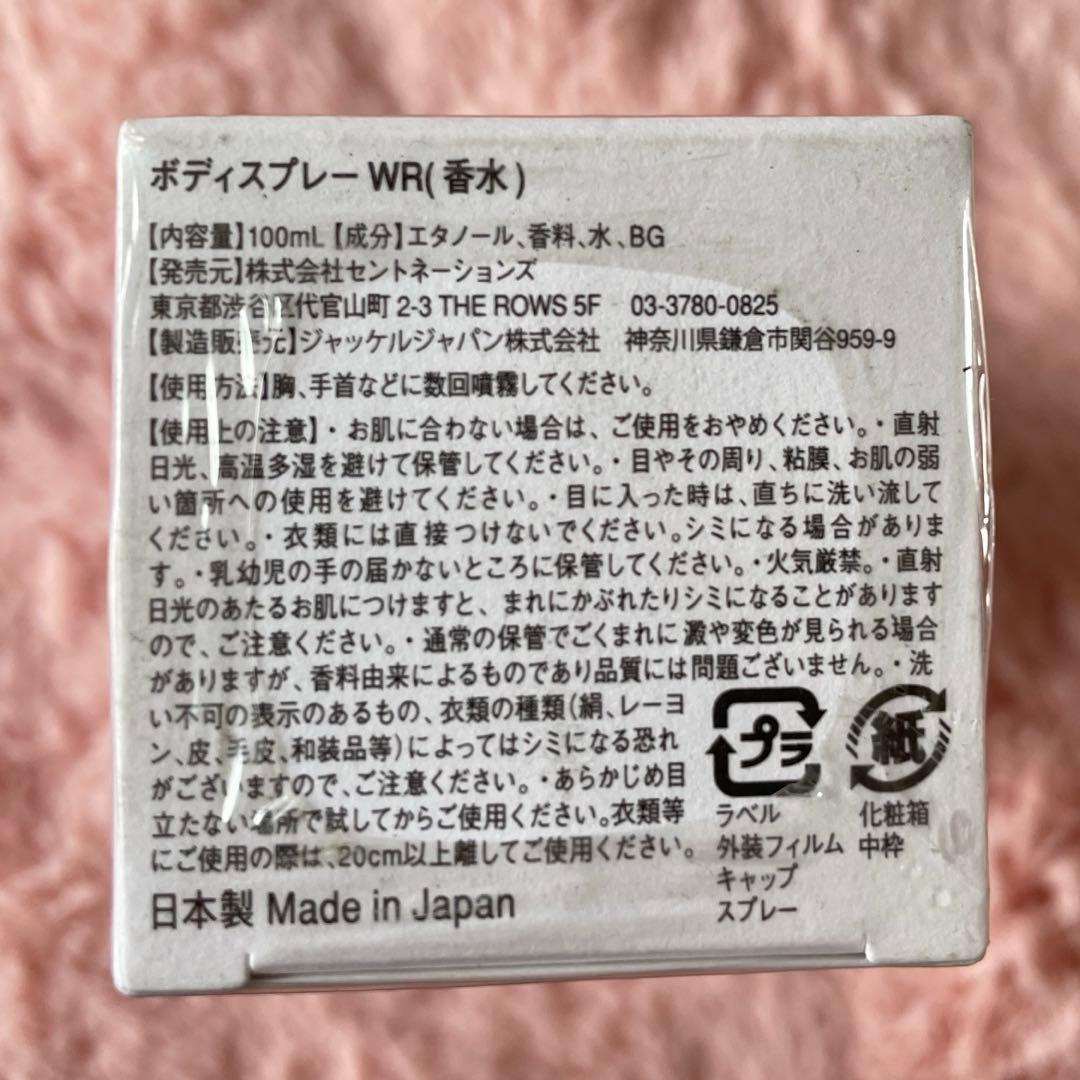 ボディスプレー WR(香水)
【内容量】100mL【成分】エタノール、香料、水、BG
【発売元】株式会社セントネーションズ
東京都渋谷区代官山町 2-3 THE ROWS 5F 03-3780-0825
【製造販売元】ジャッケルジャパン株式会社 神奈川県鎌倉市関谷959-9
【使用方法】胸、手首などに数回噴霧してください。
【使用上の注意】・お肌に合わない場合は、ご使用をおやめください。・直射
日光、高温多湿を避けて保管してください。・目やその周り、粘膜、お肌の弱
い箇所への使用を避けてください。・目に入った時は、直ちに洗い流して
ください。・衣類には直接つけないでください。シミになる場合がありま
す。・乳幼児の手の届かないところに保管してください。・火気厳禁。・直射
日光のあたるお肌につけますと、まれにかぶれたりシミになることがあります
ので、ご注意ください。・通常の保管でごくまれに澱や変色が見られる場合
がありますが、香料由来によるものであり品質には問題ございません。・洗
い不可の表示のあるもの、衣類の種類(絹、レーヨ
ン、皮、毛皮、和装品等)によってはシミになる恐れ
がございますので、ご注意ください。・あらかじめ目
立たない場所で試してからご使用ください。衣類等
にご使用の際は、20cm以上離してご使用ください。
日本製 Made in Japan
プラ
ラベル
外装フィルム
キャップ
スプレー
紙
化粧箱
中枠